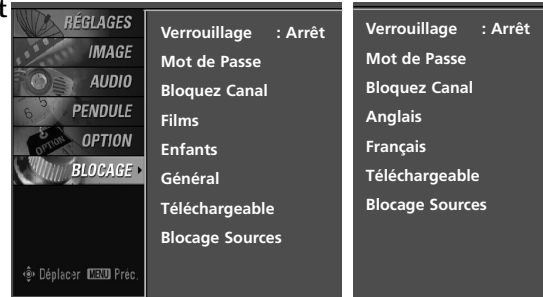 t
RÉGLAGES
IMAGE
AUDIO
PENDULE
OPTION
BLOCAGE
Déplacer MENU Préc.
Verrouillage : Arrêt
Mot de Passe
Bloquez Canal
Films
Enfants
Général
Téléchargeable
Blocage Sources
Verrouillage : Arrêt
Mot de Passe
Bloquez Canal
Anglais
Français
Téléchargeable
Blocage Sources